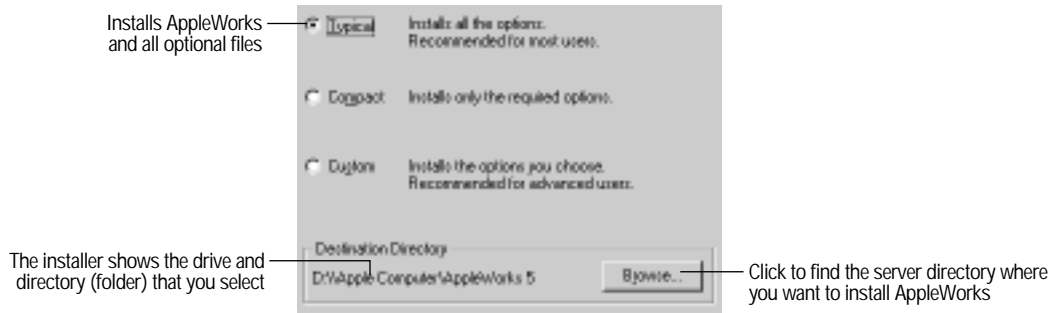 Installs AppleWorks
and all optional files
Typical
Installs all the options.
Recommended for most users.
Compact
Installs only the required options.
Custom
Installs the options you choose.
Recommended for advanced users.
Destination Directory
The installer shows the drive and
directory (folder) that you select
D:\\Apple Computer\AppleWorks 5
Browse...
Click to find the server directory where
you want to install AppleWorks